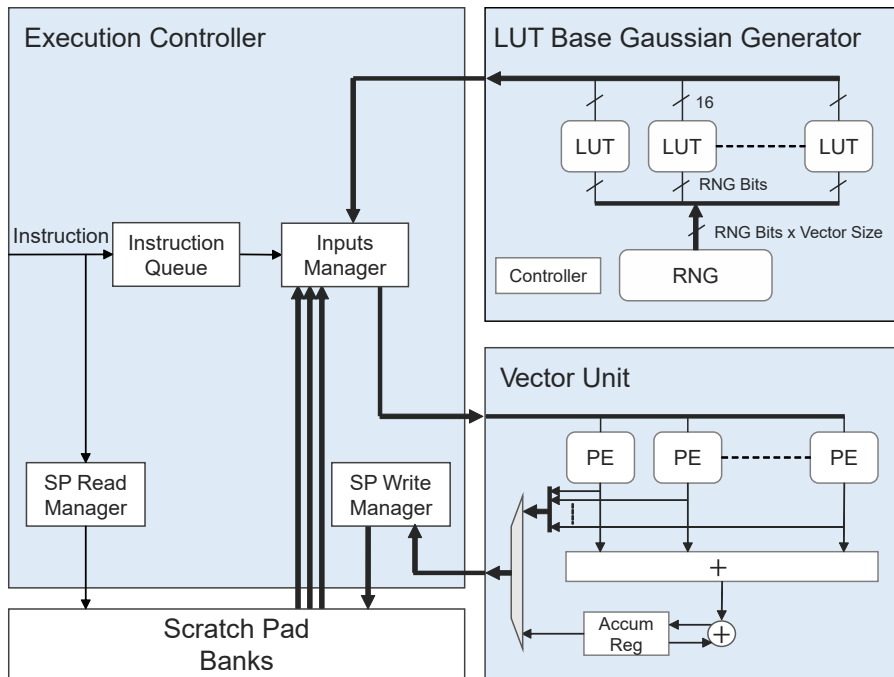 Execution Controller
Instruction
Instruction
Queue
Inputs
Manager
SP Read
Manager
SP Write
Manager
Scratch Pad
Banks
LUT Base Gaussian Generator
16
LUT
LUT
LUT
RNG Bits
RNG Bits x Vector Size
Controller
RNG
Vector Unit
PE
PE
PE
+
Accum
Reg
+